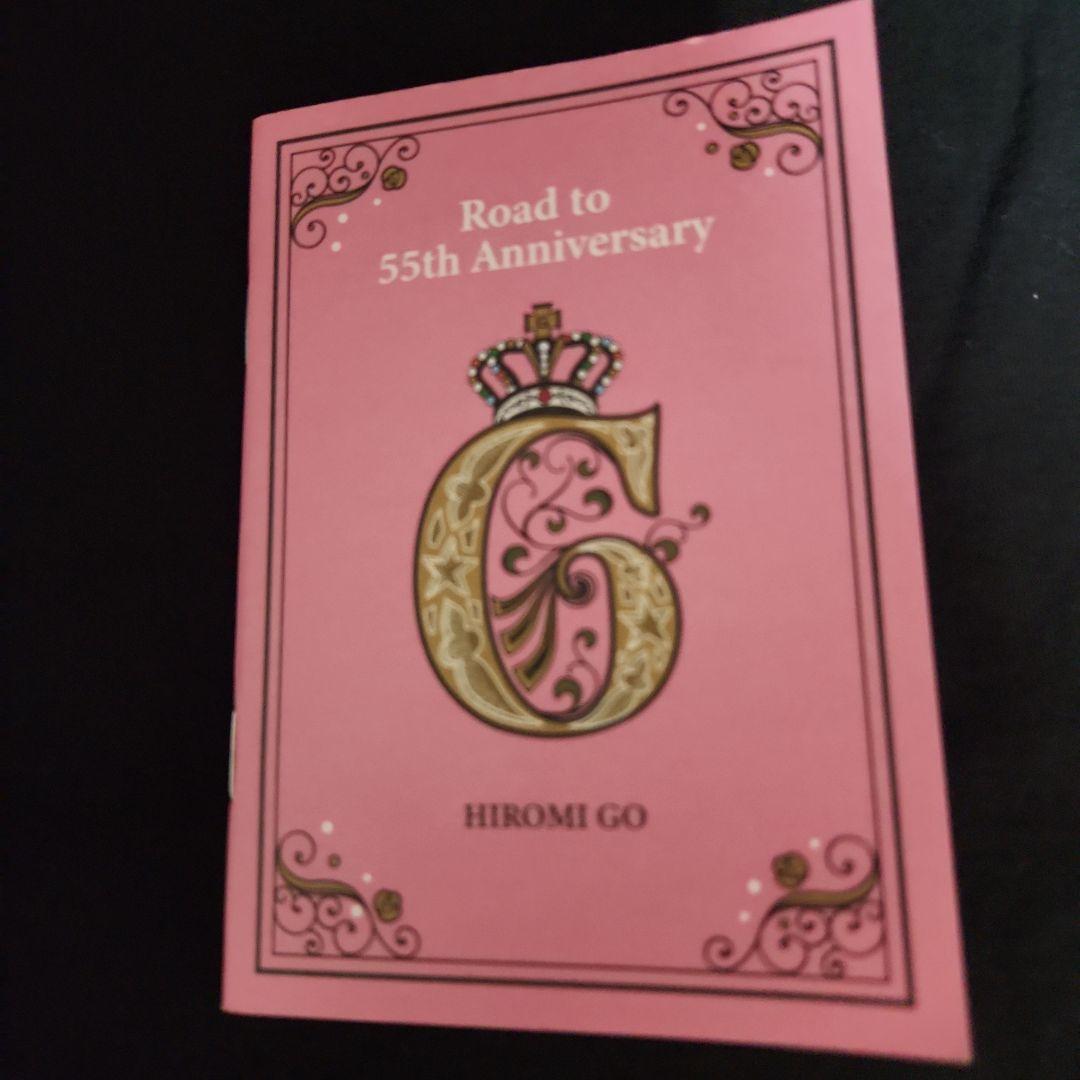 Road to
55th Anniversary
G
HIROMI GO